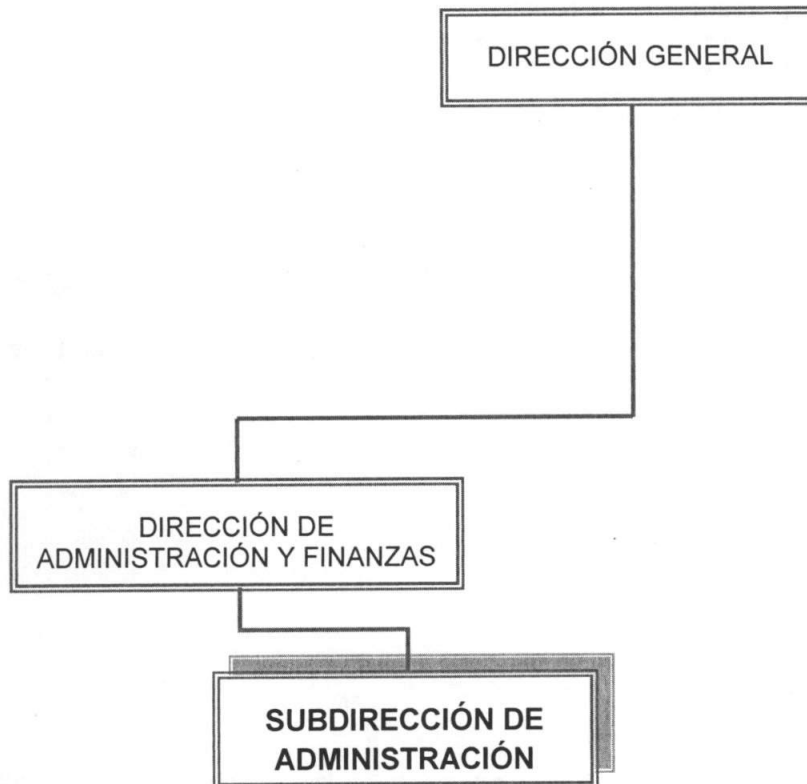 DIRECCIÓN GENERAL
DIRECCIÓN DE
ADMINISTRACIÓN Y FINANZAS
SUBDIRECCIÓN DE
ADMINISTRACIÓN